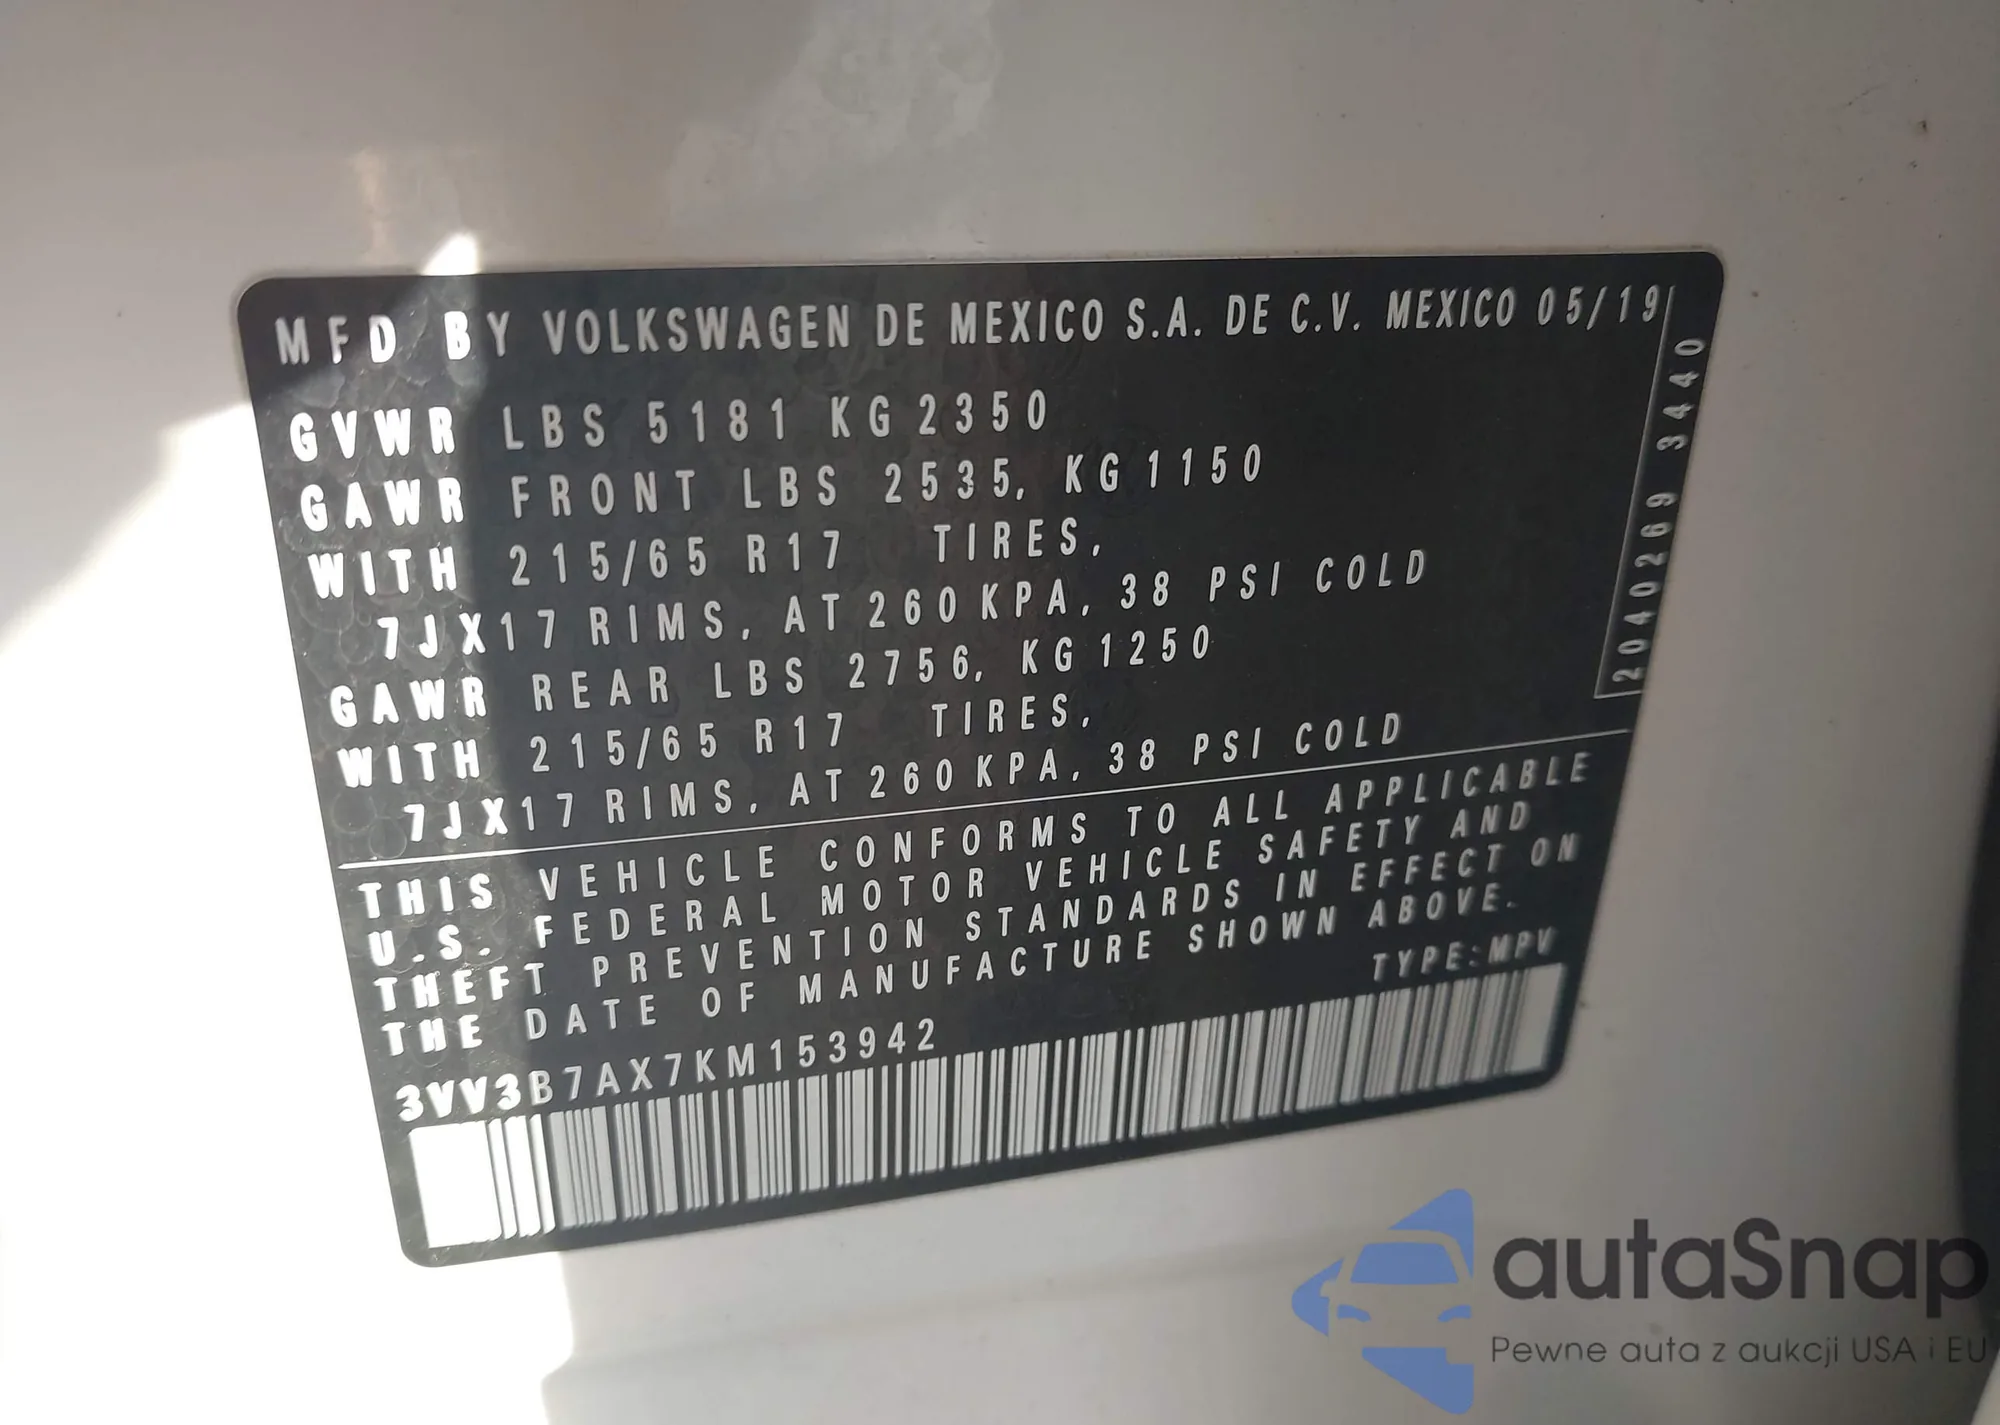 MFD BY VOLKSWAGEN DE MEXICO S.A. DE C.V. MEXICO 05/19
GVWR LBS 5181 KG 2350
GAWR FRONT LBS 2535, KG 1150
WITH 215/65 R17 TIRES,
7JX17 RIMS, AT 260 KPA, 38 PSI COLD
GAWR REAR LBS 2756, KG 1250
WITH 215/65 R17 TIRES,
7JX17 RIMS, AT 260 KPA, 38 PSI COLD
2040269 3440
THIS VEHICLE CONFORMS TO ALL APPLICABLE
U.S. FEDERAL MOTOR VEHICLE SAFETY AND
THEFT PREVENTION STANDARDS IN EFFECT ON
THE DATE OF MANUFACTURE SHOWN ABOVE.
TYPE:MPV
3VV3B7AX7KM153942
autaSnap
Pewne auta z aukcji USA i EU